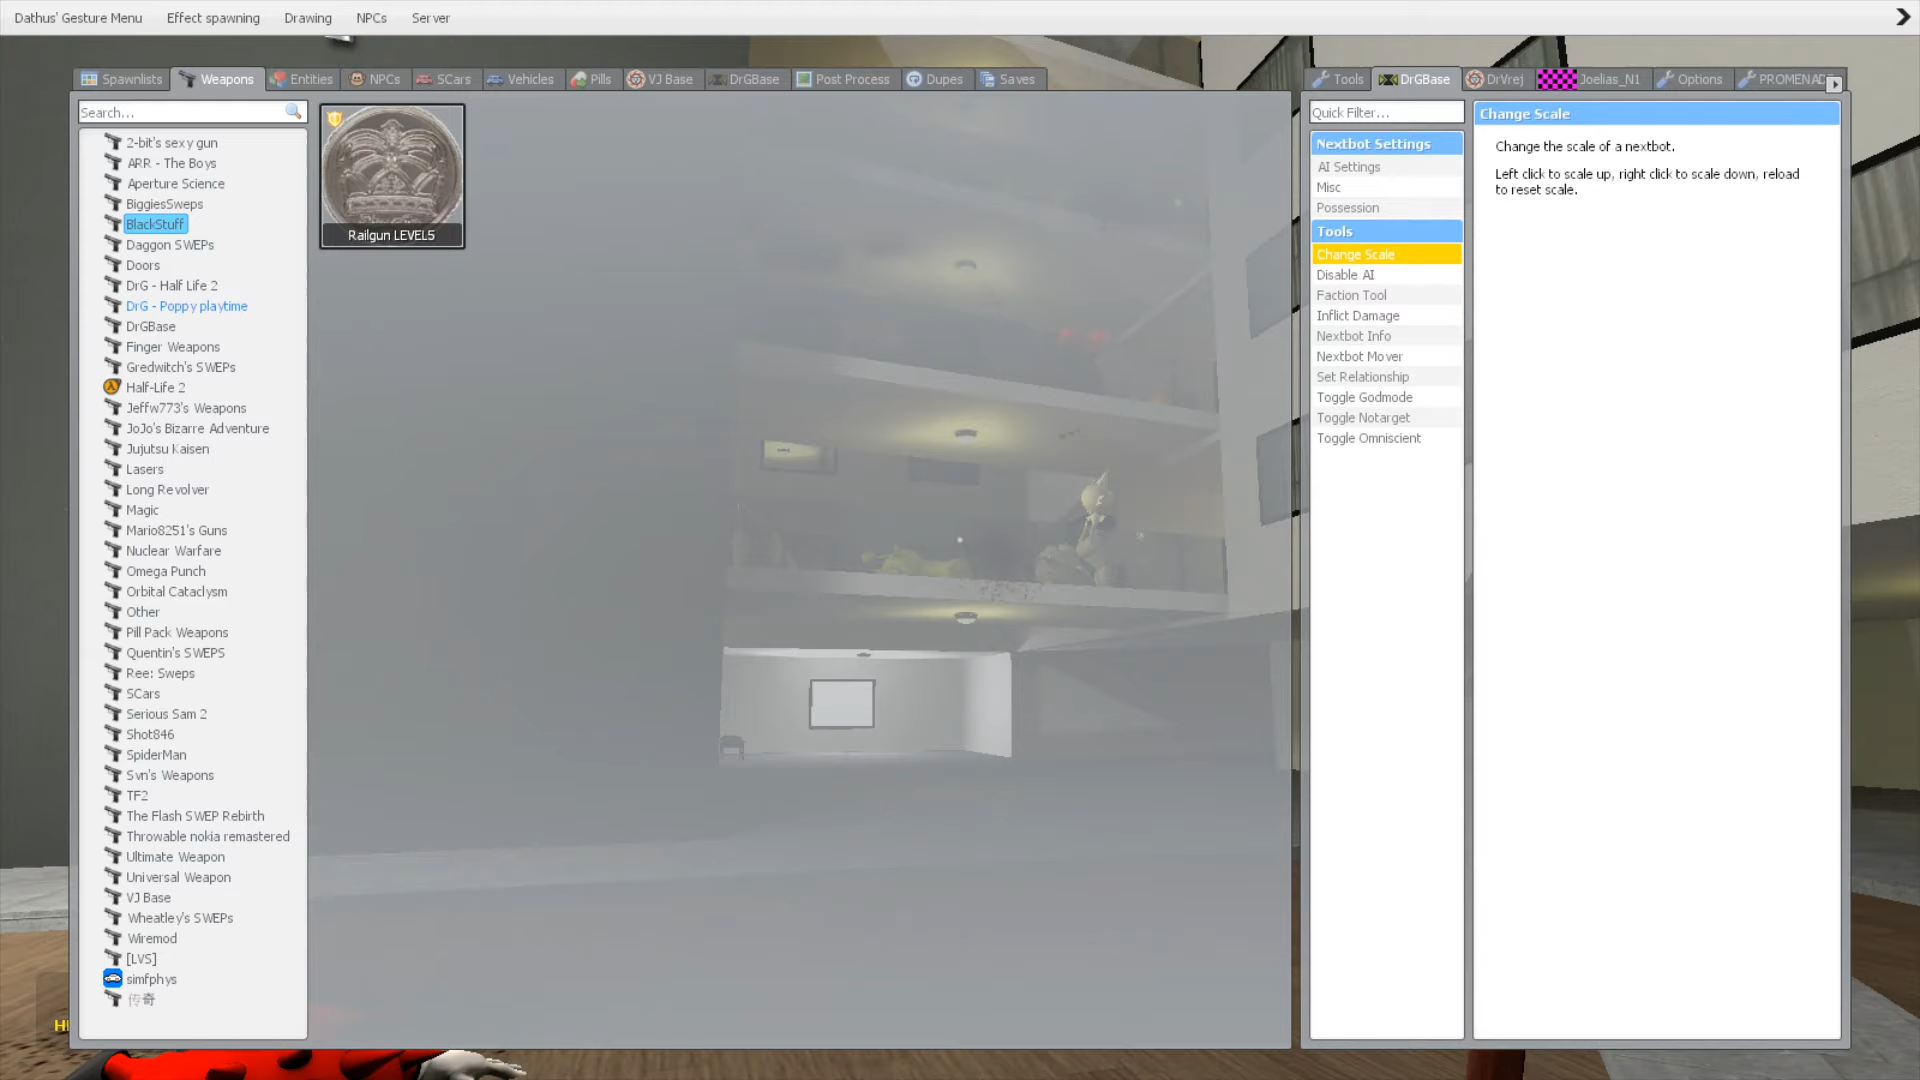 Dathus' Gesture Menu Effect spawning Drawing NPCs Server
Spawnlists Weapons Entities NPCs SCars Vehicles Pills VJ Base DrGBase Post Process Dupes Saves
Tools DrGBase DrVrej Joelias_N1 Options PROMENAD
Search...
2-bit's sexy gun
ARR - The Boys
Aperture Science
BiggiesSweps
BlackStuff
Daggon SWEPs
Doors
DrG - Half Life 2
DrG - Poppy playtime
DrGBase
Finger Weapons
Gredwitch's SWEPs
Half-Life 2
Jeffw773's Weapons
JoJo's Bizarre Adventure
Jujutsu Kaisen
Lasers
Long Revolver
Magic
Mario8251's Guns
Nuclear Warfare
Omega Punch
Orbital Cataclysm
Other
Pill Pack Weapons
Quentin's SWEPS
Ree: Sweps
SCars
Serious Sam 2
Shot846
SpiderMan
Svn's Weapons
TF2
The Flash SWEP Rebirth
Throwable nokia remastered
Ultimate Weapon
Universal Weapon
VJ Base
Wheatley's SWEPs
Wiremod
[LVS]
simfphys
传奇
Railgun LEVEL5
Quick Filter...
Nextbot Settings
AI Settings
Misc
Possession
Tools
Change Scale
Disable AI
Faction Tool
Inflict Damage
Nextbot Info
Nextbot Mover
Set Relationship
Toggle Godmode
Toggle Notarget
Toggle Omniscient
Change Scale
Change the scale of a nextbot.
Left click to scale up, right click to scale down, reload
to reset scale.